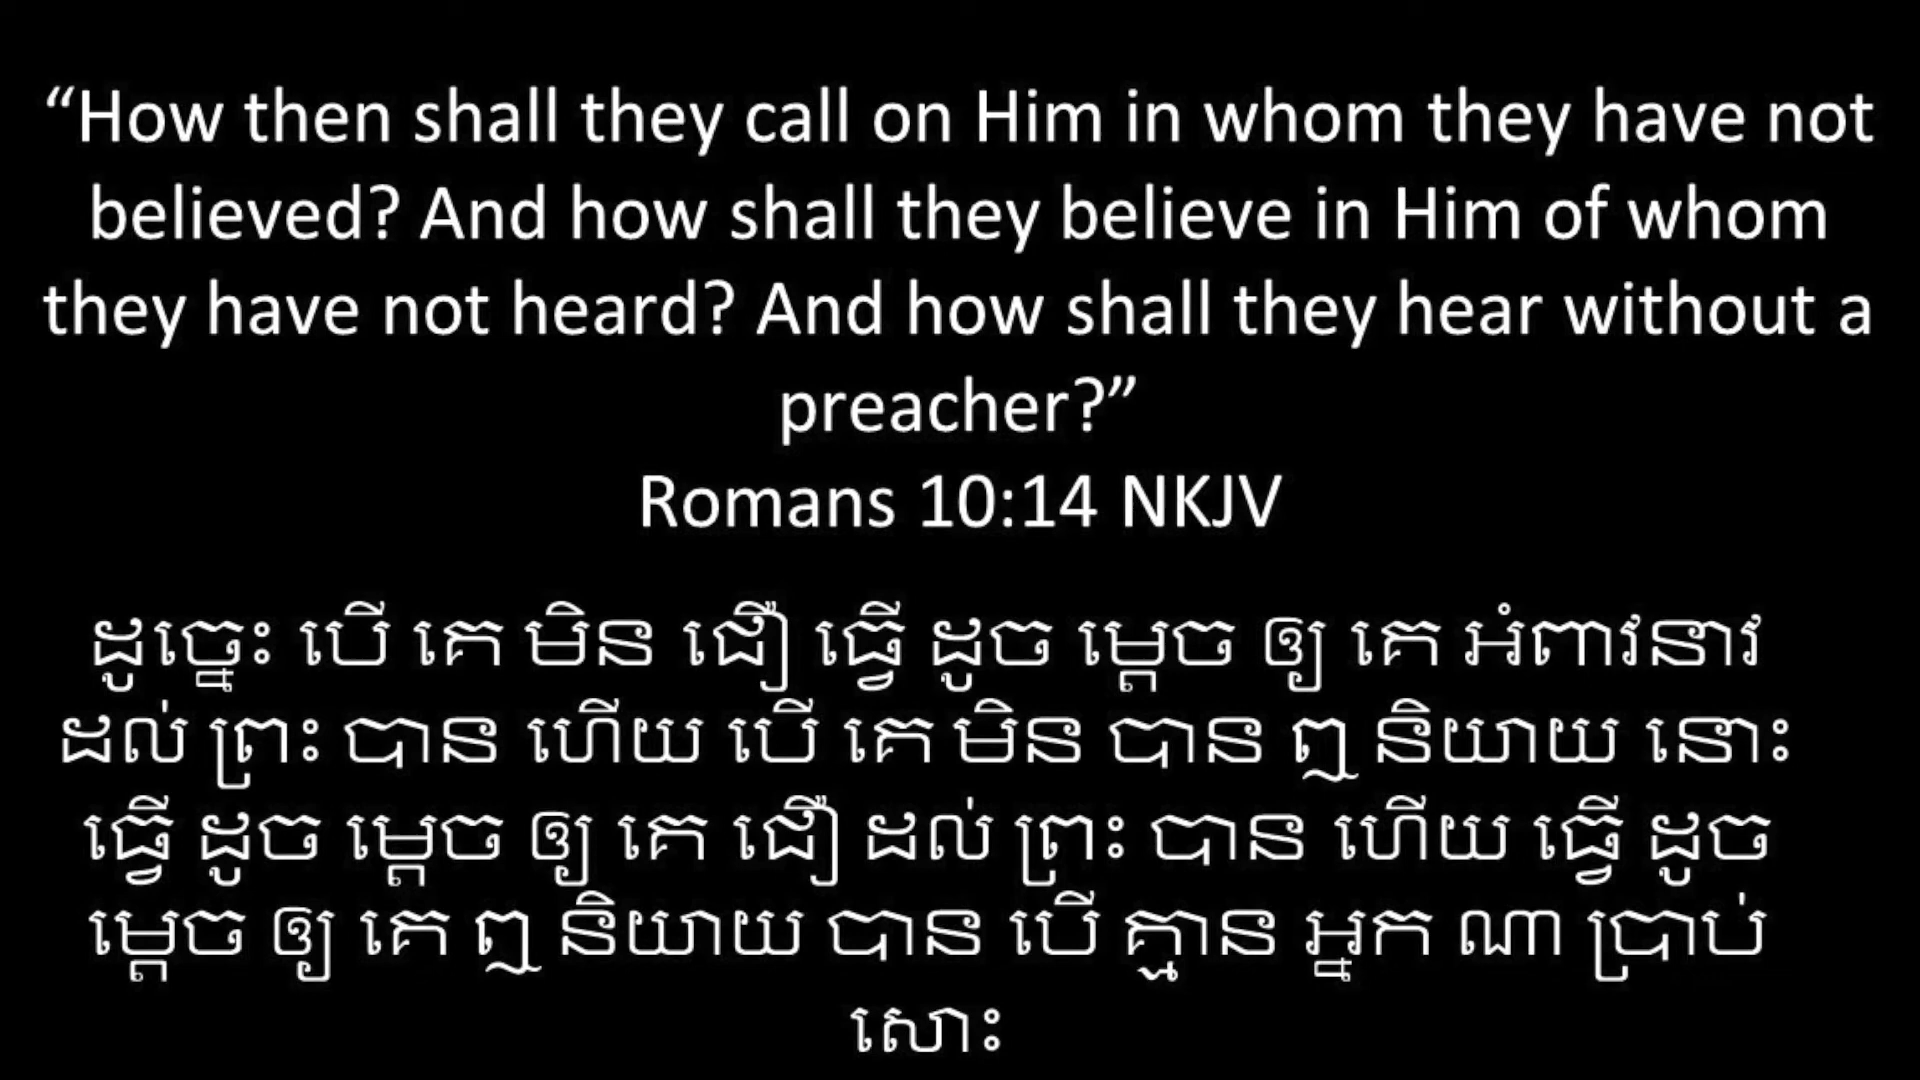 “How then shall they call on Him in whom they have not
believed? And how shall they believe in Him of whom
they have not heard? And how shall they hear without a
preacher?”
Romans 10:14 NKJV
ដូច្នេះ បើ គេ មិន ជឿ ធ្វើ ដូច ម្តេច ឲ្យ គេ អំពាវនាវ
ដល់ ព្រះ បាន ហើយ បើ គេ មិន បាន ឮ និយាយ នោះ
ធ្វើ ដូច ម្តេច ឲ្យ គេ ជឿ ដល់ ព្រះ បាន ហើយ ធ្វើ ដូច
ម្តេច ឲ្យ គេ ឮ និយាយ បាន បើ គ្មាន អ្នក ណា ប្រាប់
សោះ